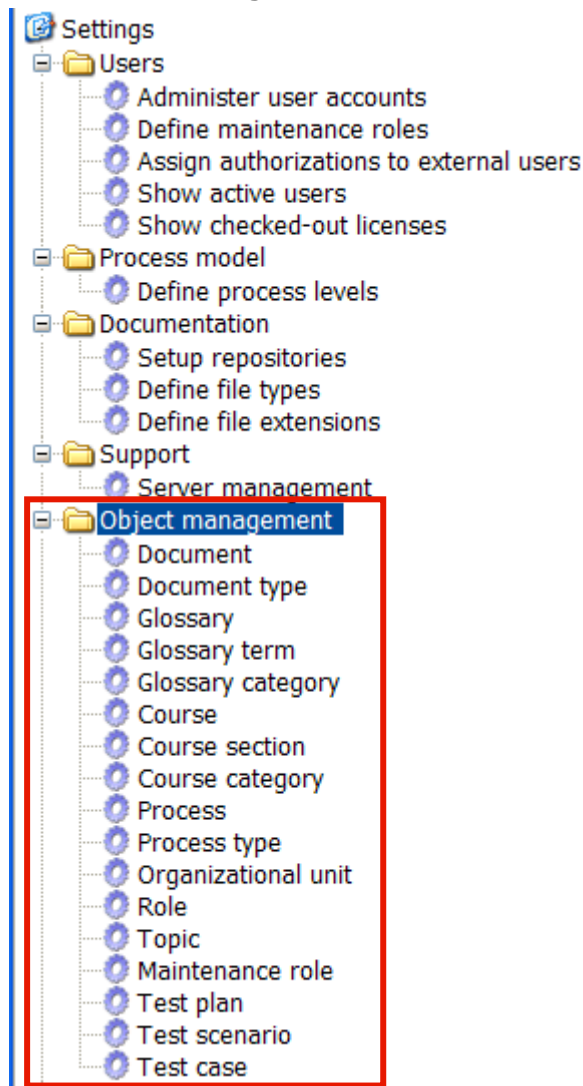 Settings
Users
Administer user accounts
Define maintenance roles
Assign authorizations to external users
Show active users
Show checked-out licenses
Process model
Define process levels
Documentation
Setup repositories
Define file types
Define file extensions
Support
Server management
Object management
Document
Document type
Glossary
Glossary term
Glossary category
Course
Course section
Course category
Process
Process type
Organizational unit
Role
Topic
Maintenance role
Test plan
Test scenario
Test case